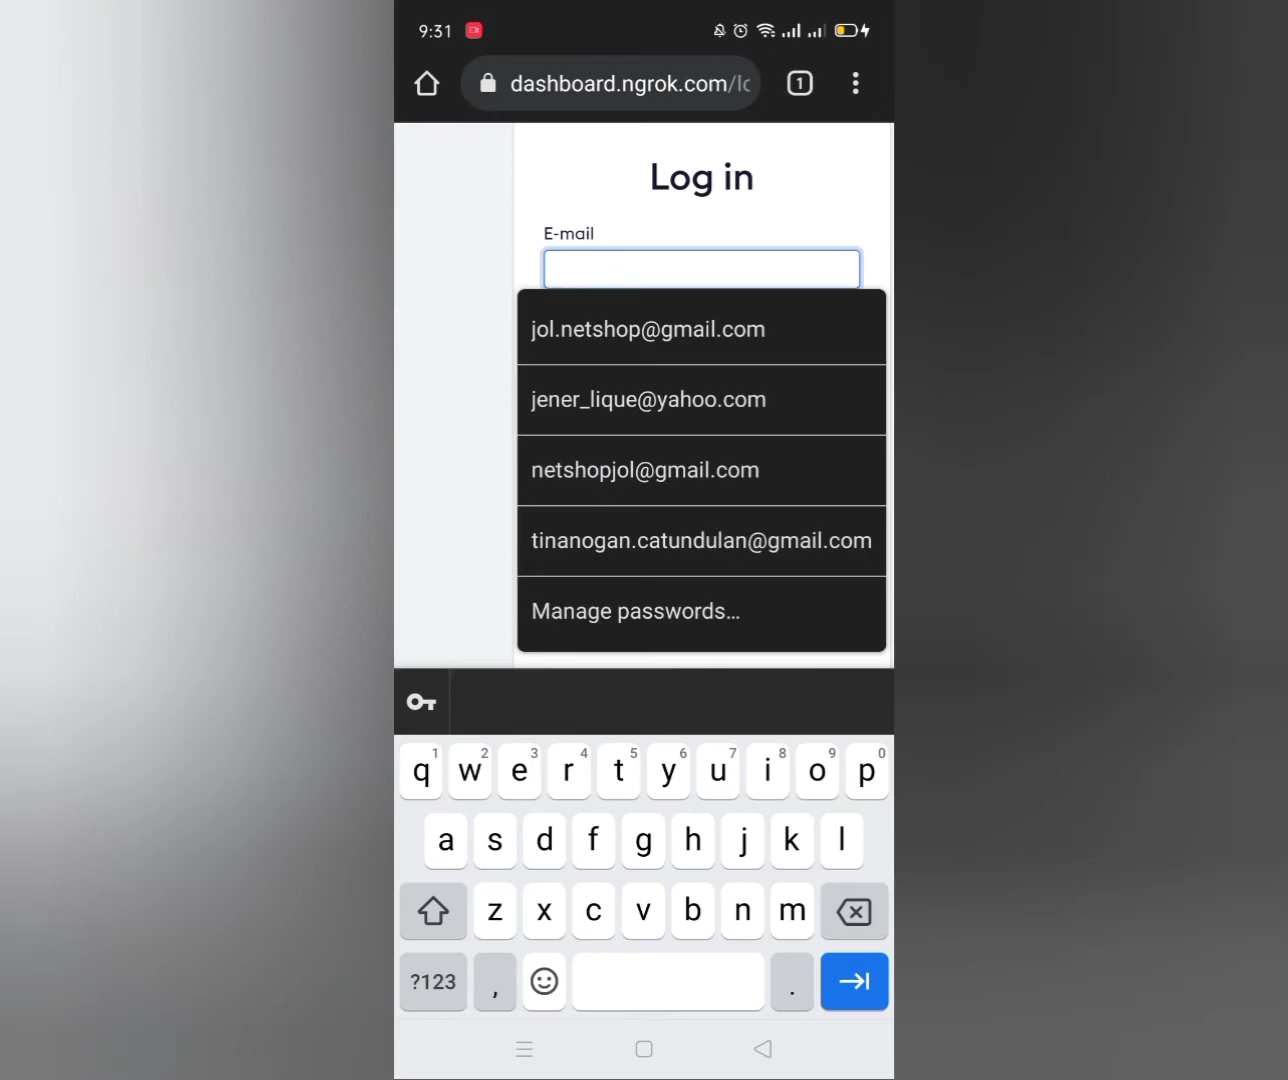 9:31
dashboard.ngrok.com/lo
1
Log in
E-mail
jol.netshop@gmail.com
jener_lique@yahoo.com
netshopjol@gmail.com
tinanogan.catundulan@gmail.com
Manage passwords...
1 2 3 4 5 6 7 8 9 0
q w e r t y u i o p
a s d f g h j k l
z x c v b n m
?123 , .